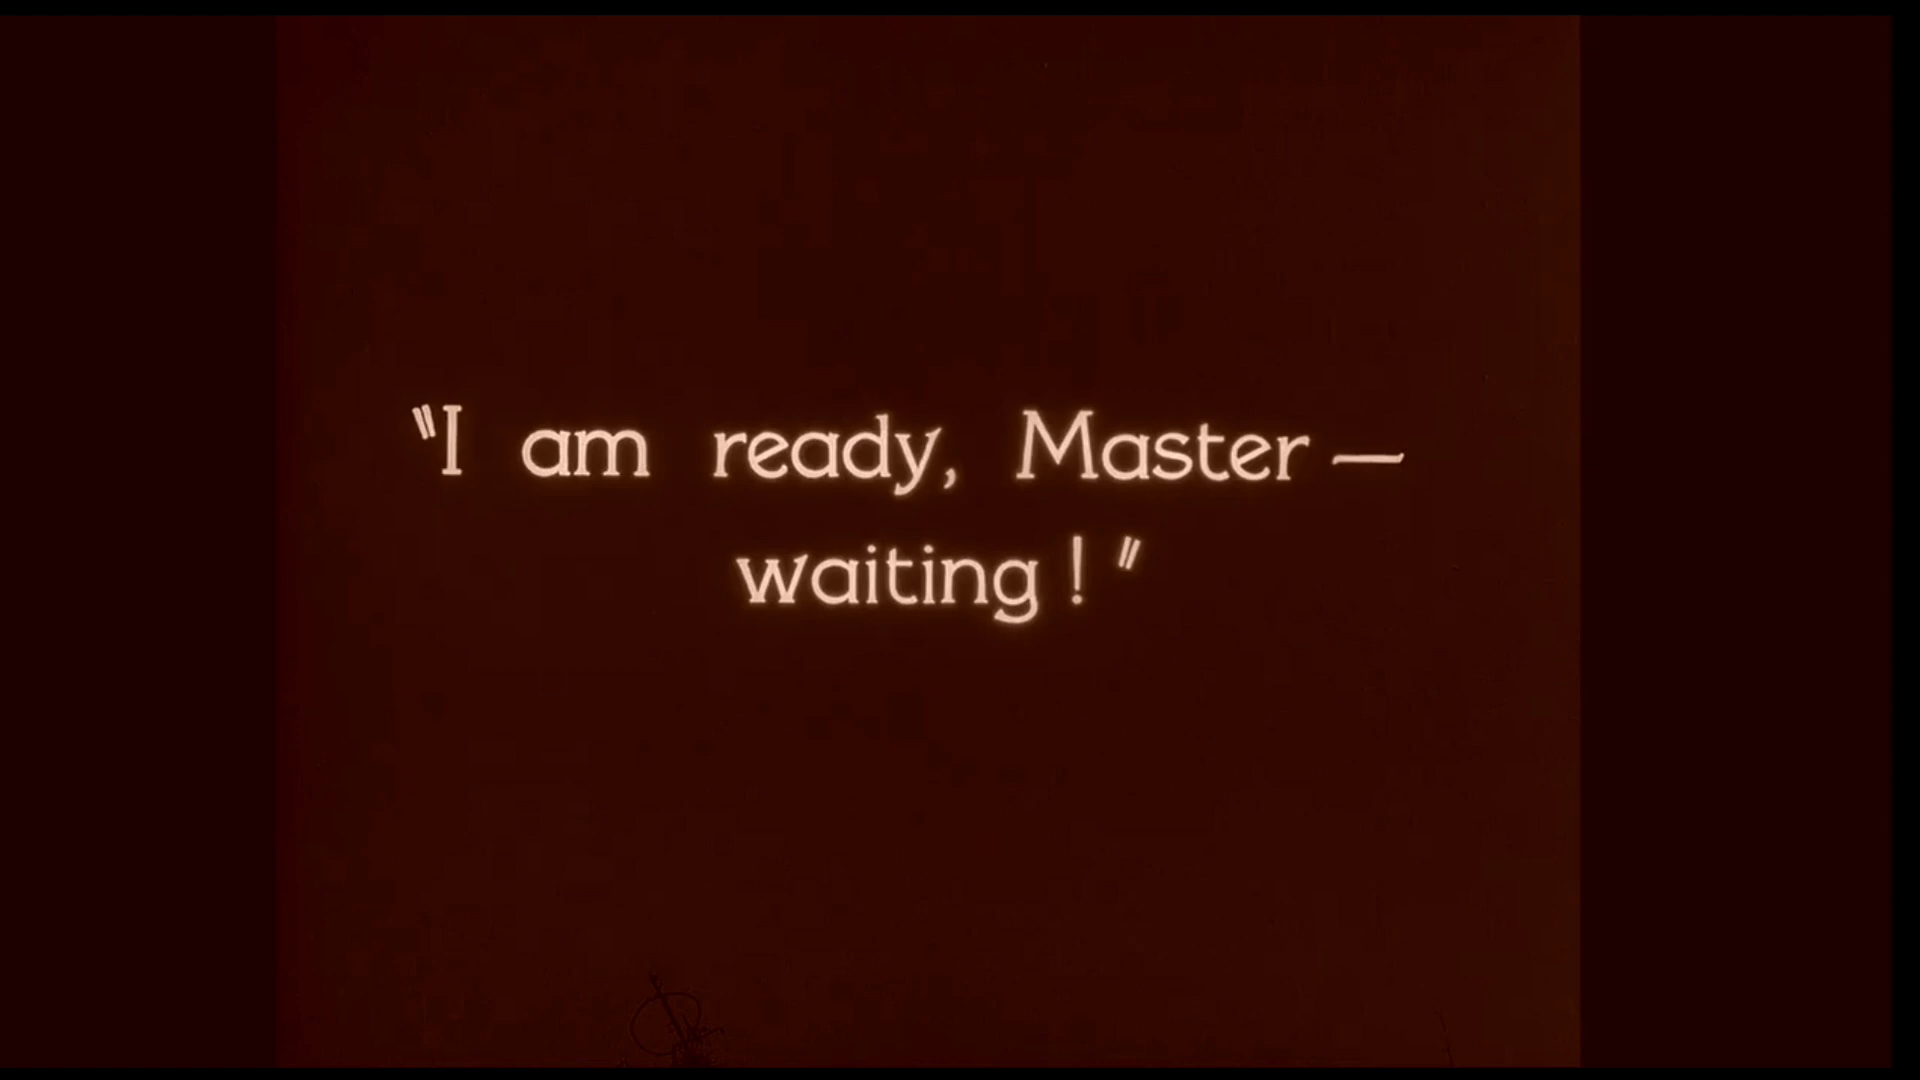 "I am ready, Master —
waiting ! "